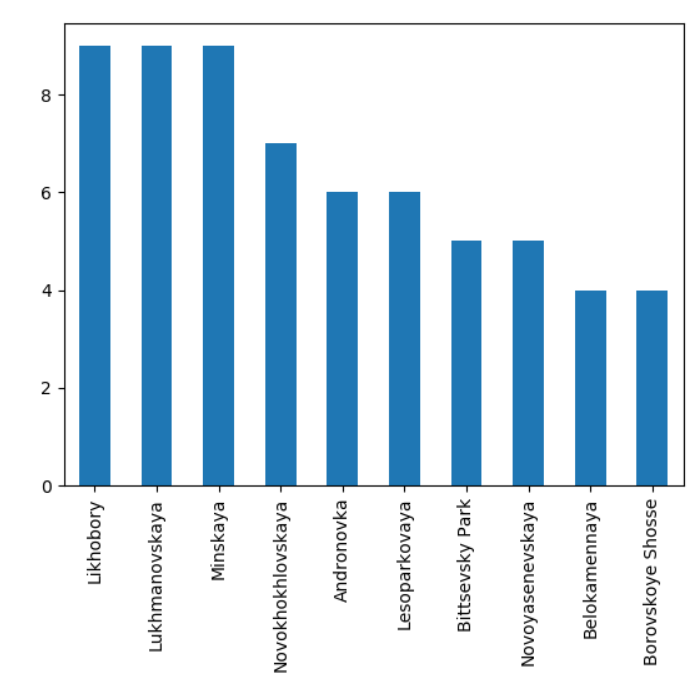 8
6
4
2
0
Likhobory
Lukhmanovskaya
Minskaya
Novokhokhlovskaya
Andronovka
Lesoparkovaya
Bittsevsky Park
Novoyasenevskaya
Belokamennaya
Borovskoye Shosse